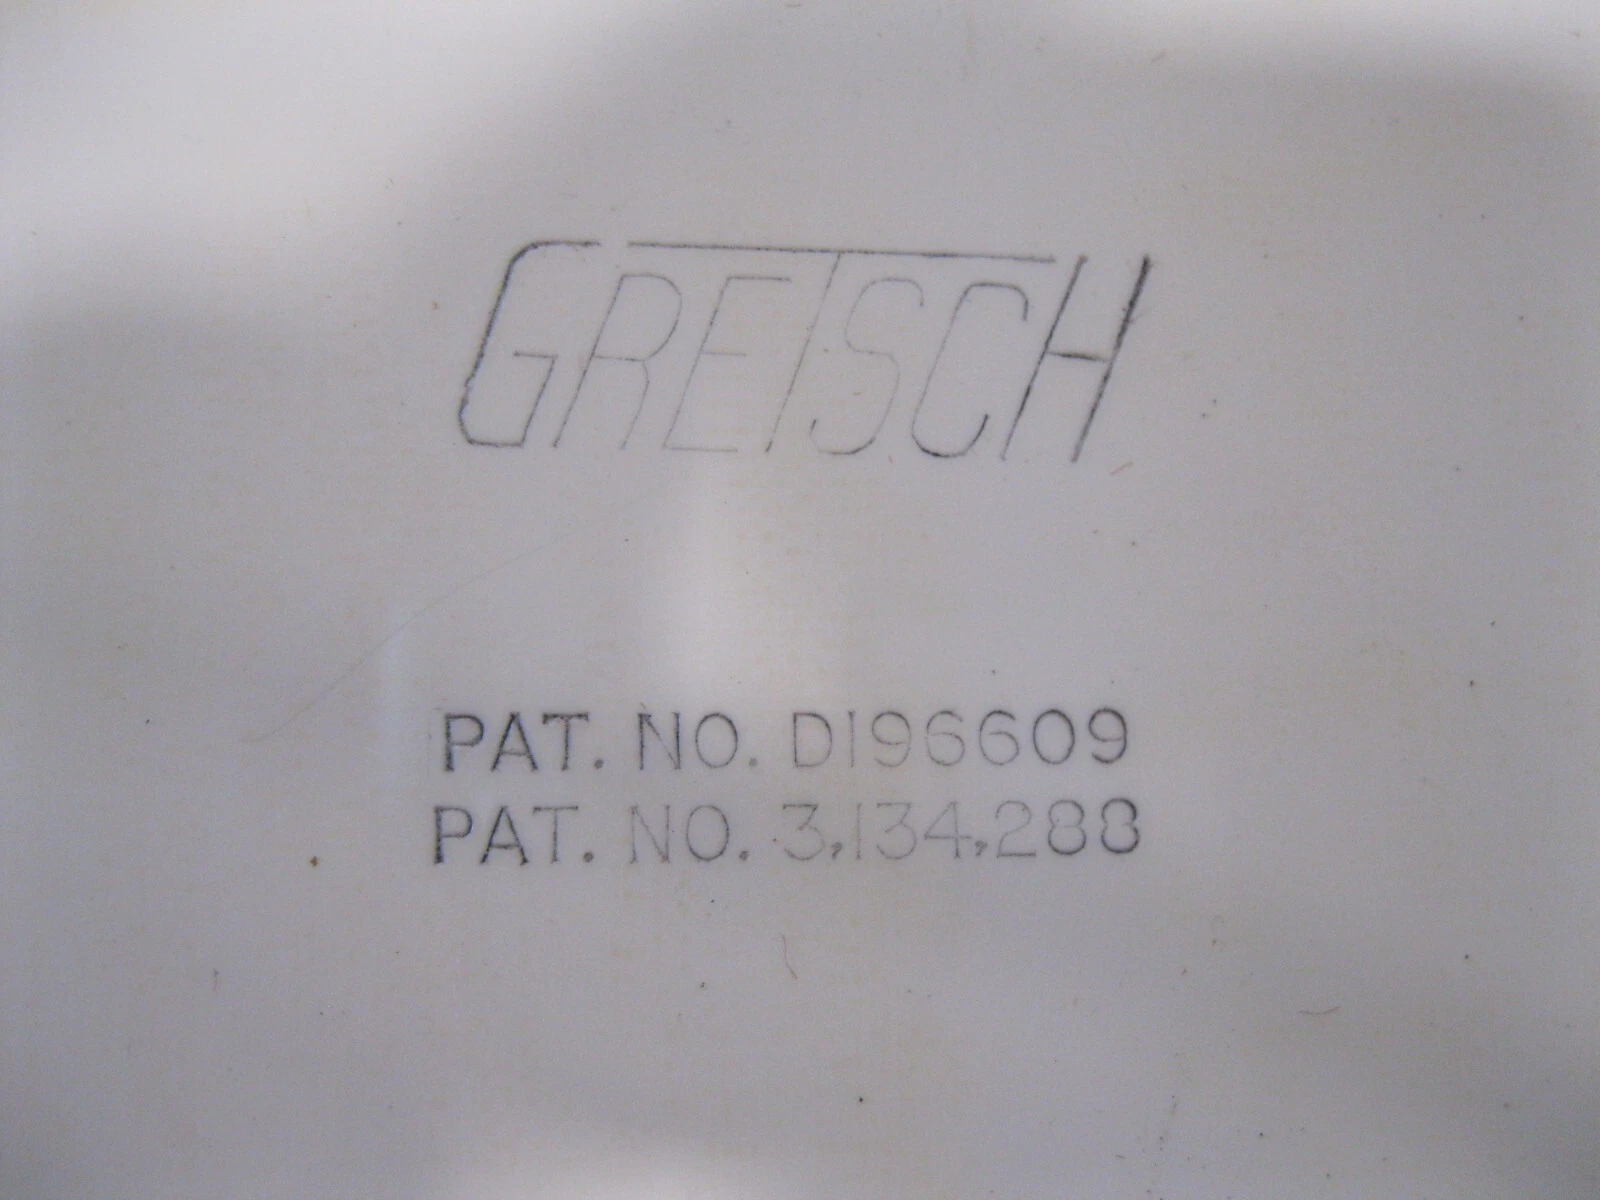 GRETSCH
PAT. NO. D196609
PAT. NO. 3,134,288